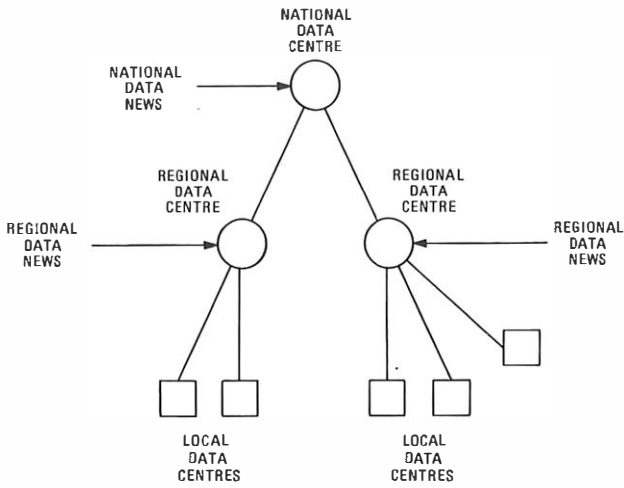 NATIONAL
DATA
CENTRE
NATIONAL
DATA
NEWS
REGIONAL
DATA
CENTRE
REGIONAL
DATA
CENTRE
REGIONAL
DATA
NEWS
REGIONAL
DATA
NEWS
LOCAL
DATA
CENTRES
LOCAL
DATA
CENTRES